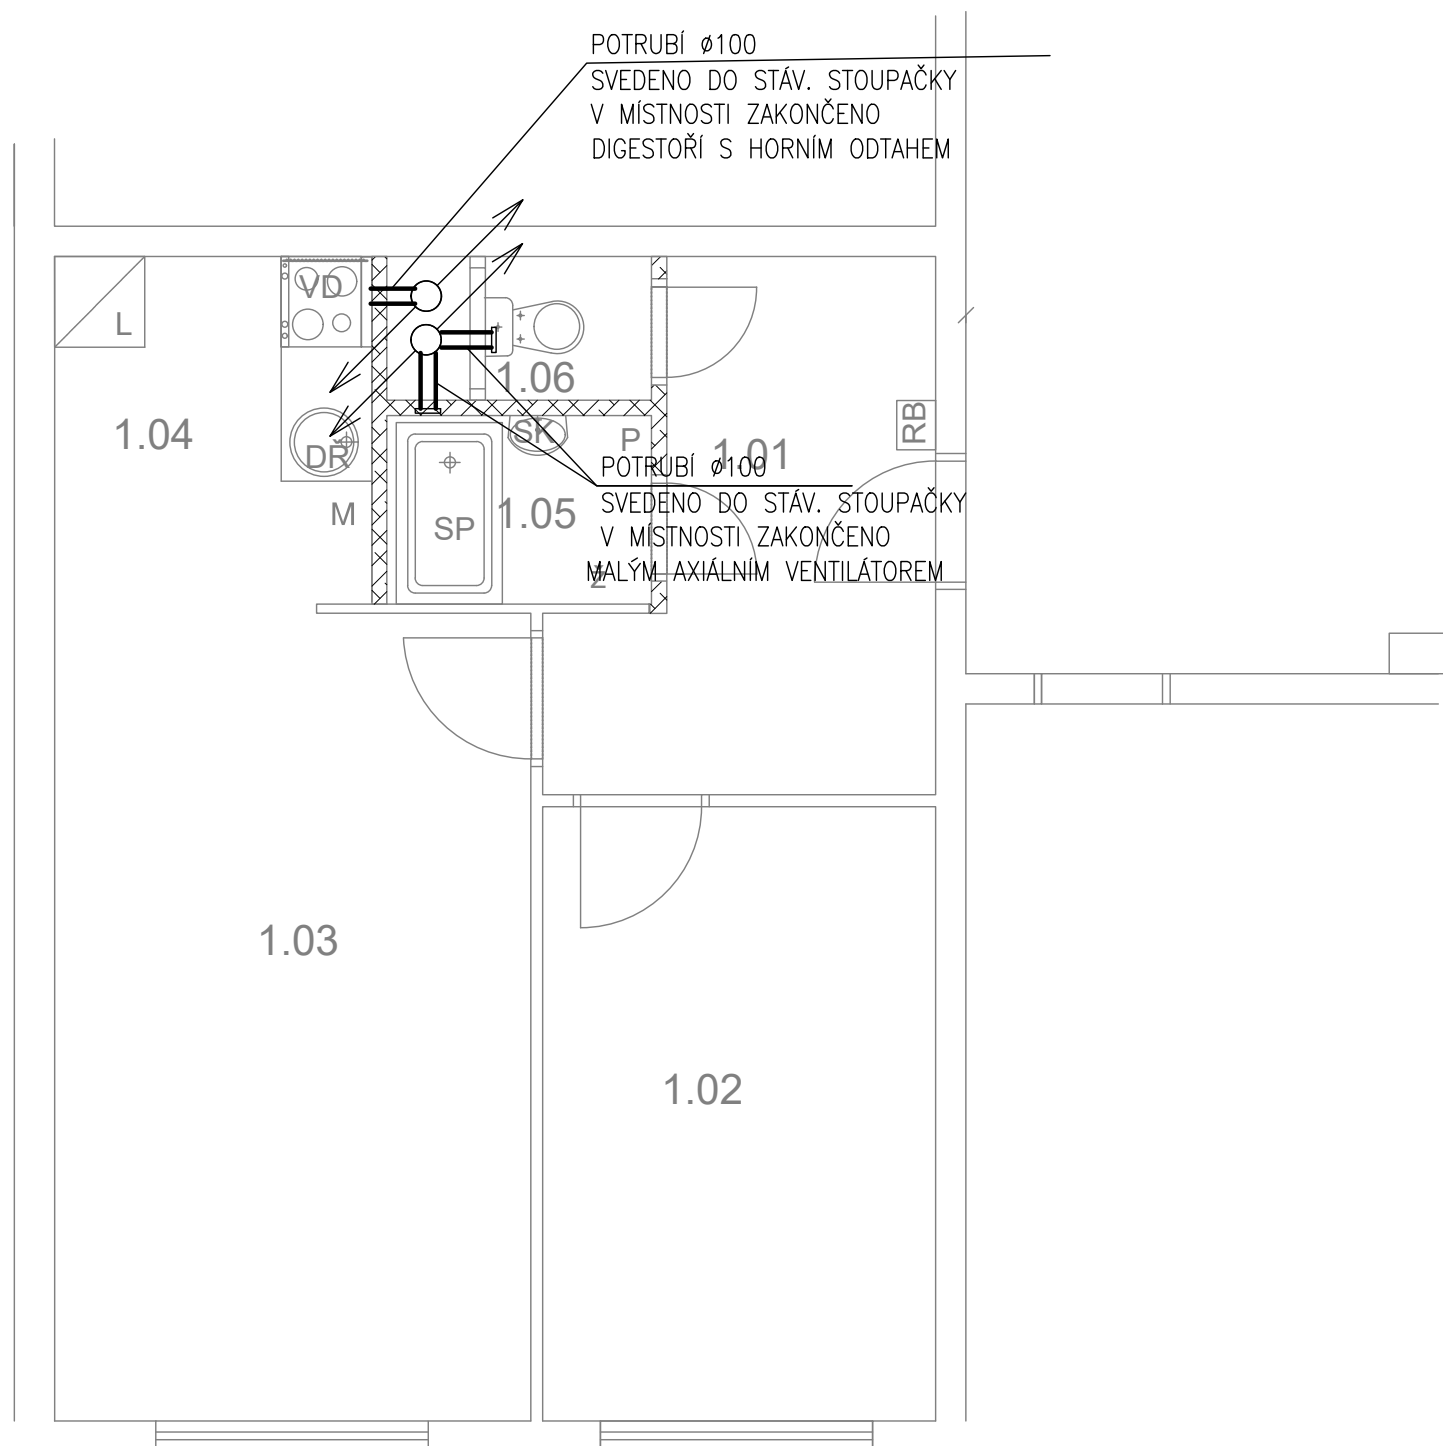 POTRUBÍ ø100
SVEDENO DO STÁV. STOUPAČKY
V MÍSTNOSTI ZAKONČENO
DIGESTOŘÍ S HORNÍM ODTAHEM
VD
L
1.06
1.04
DŘ
SK
P
1.01
RB
POTRUBÍ ø100
SVEDENO DO STÁV. STOUPAČKY
V MÍSTNOSTI ZAKONČENO
MALÝM AXIÁLNÍM VENTILÁTOREM
M
SP
1.05
Ž
1.03
1.02